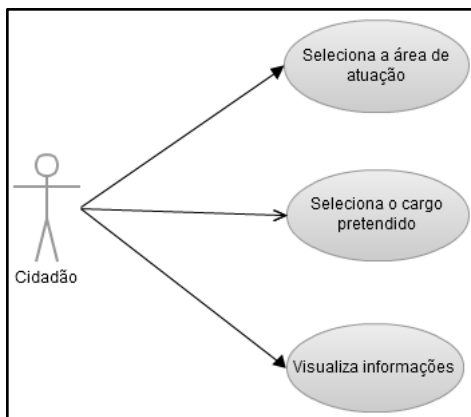 Seleciona a área de
atuação
Seleciona o cargo
pretendido
Cidadão
Visualiza informações